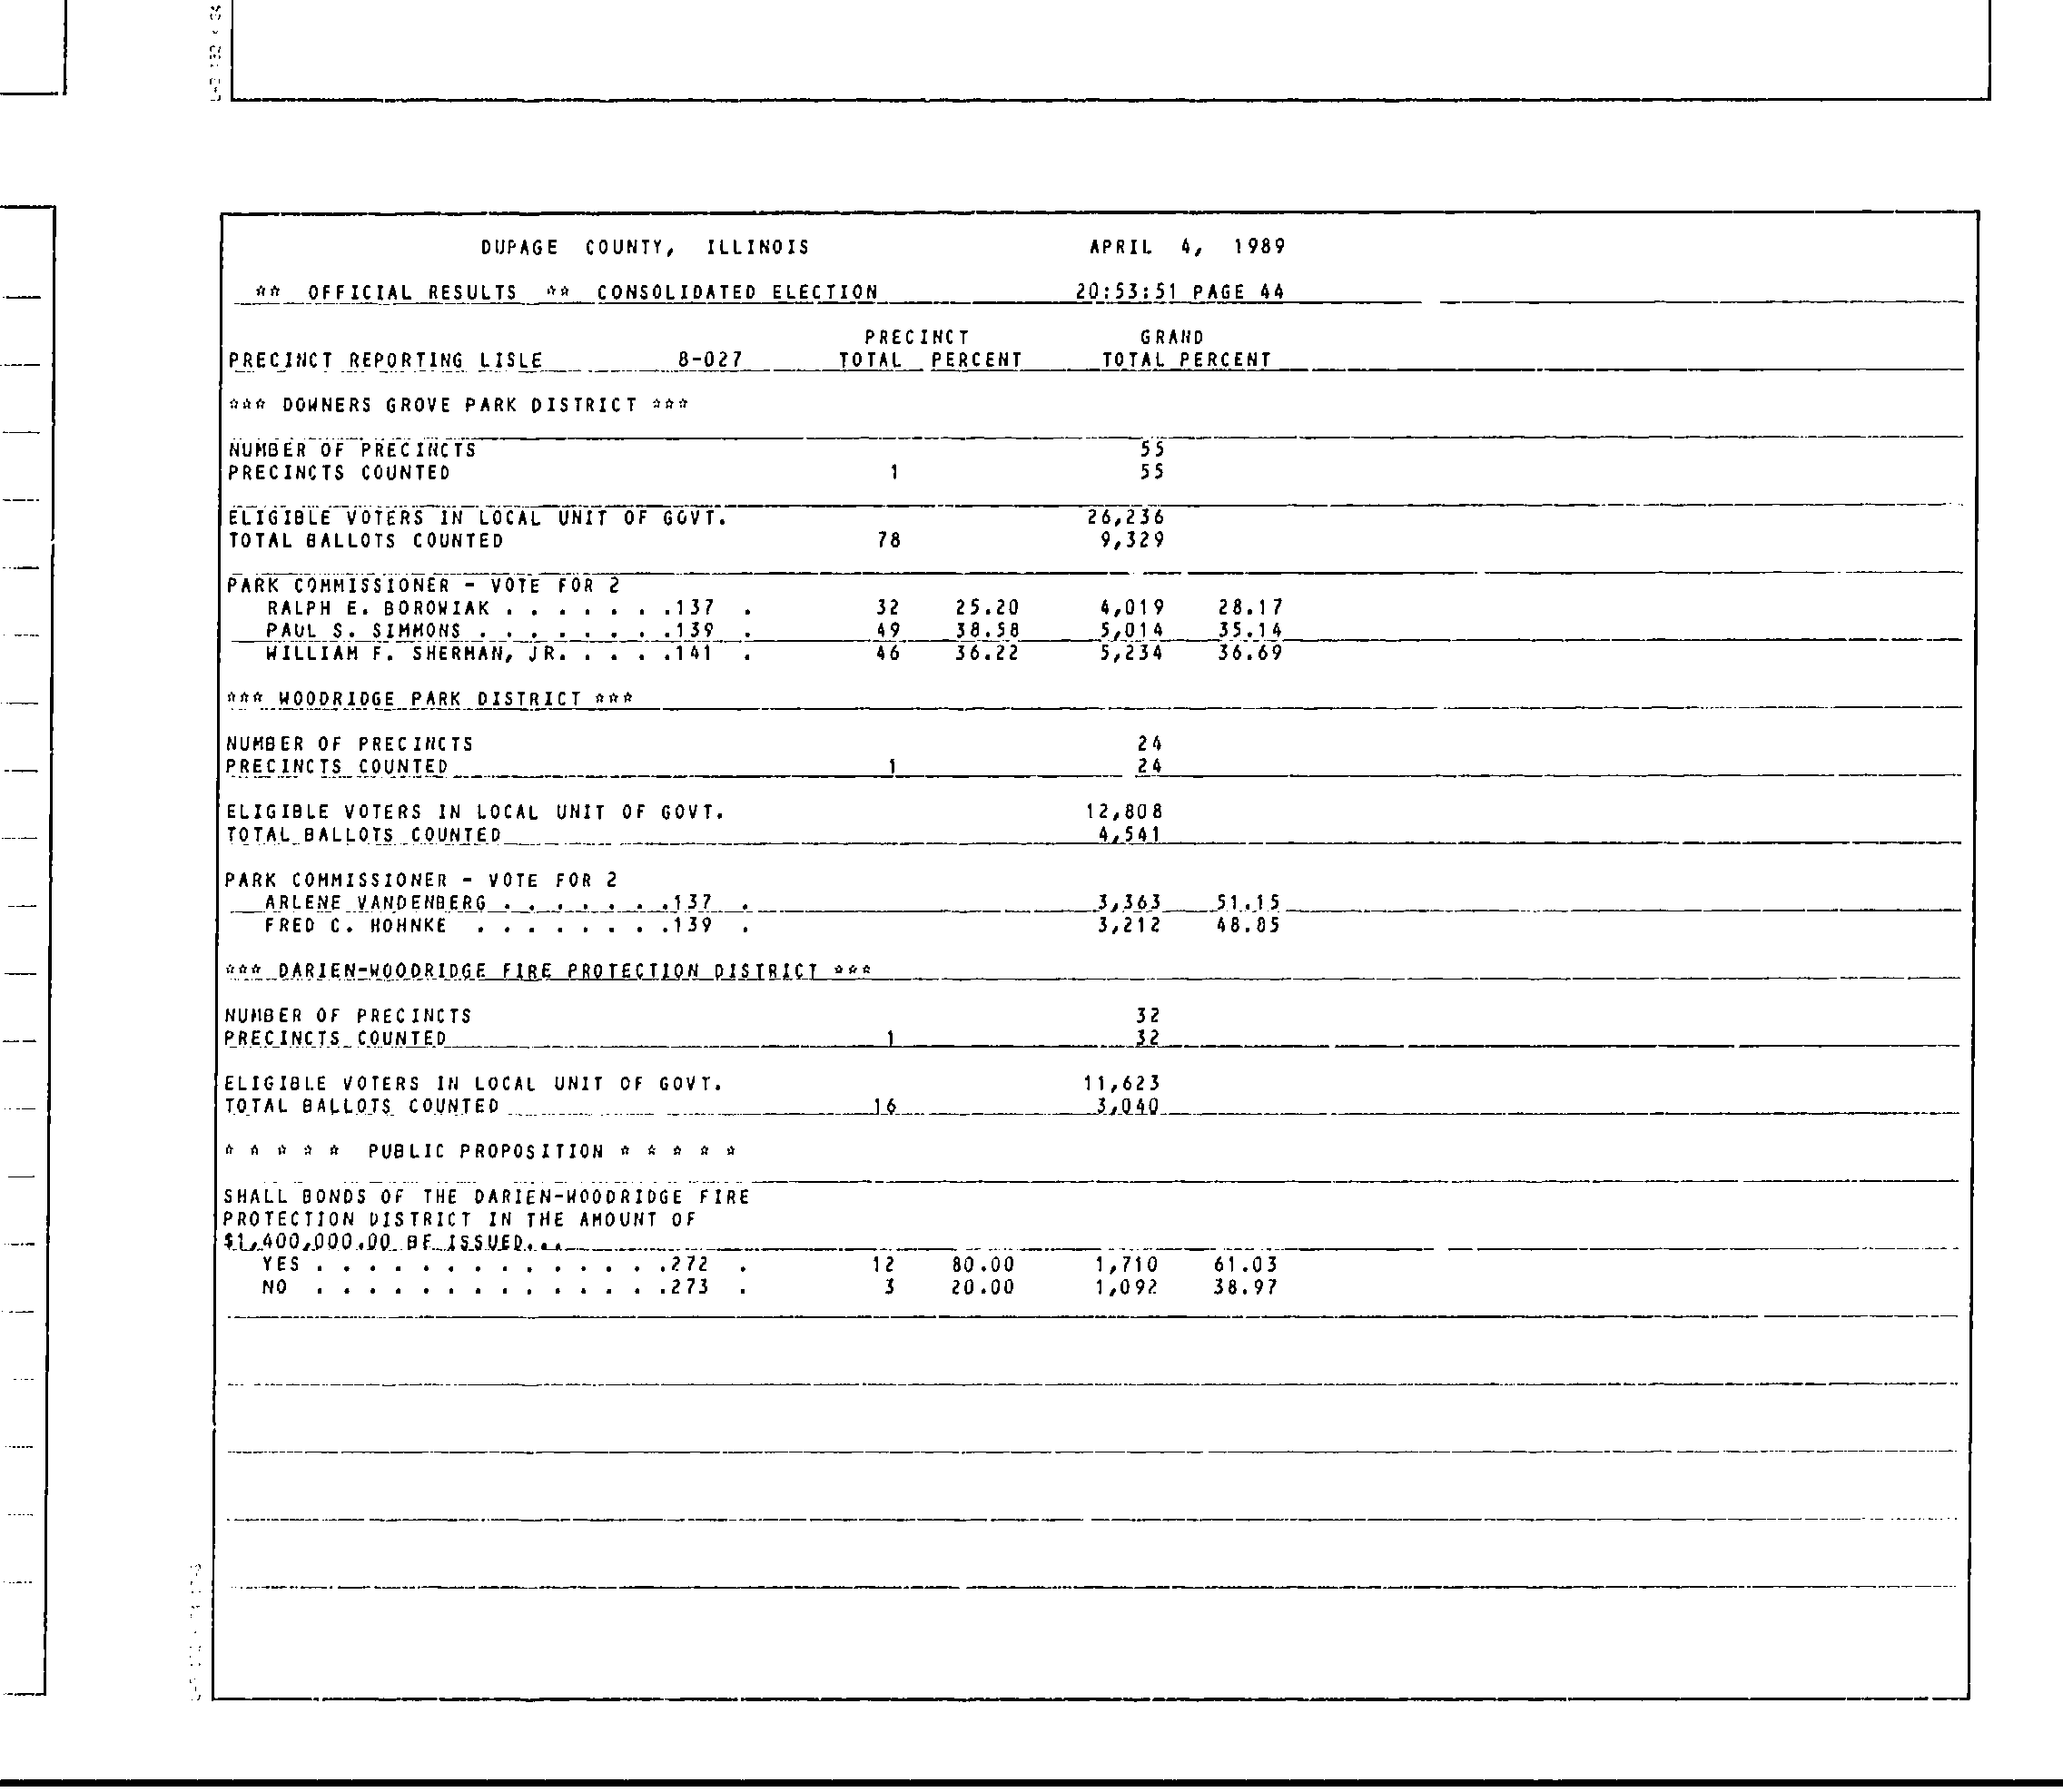 DUPAGE COUNTY, ILLINOIS APRIL 4, 1989
** OFFICIAL RESULTS ** CONSOLIDATED ELECTION 20:53:51 PAGE 44
PRECINCT GRAND
PRECINCT REPORTING LISLE 8-027 TOTAL PERCENT TOTAL PERCENT
*** DOWNERS GROVE PARK DISTRICT ***
NUMBER OF PRECINCTS 55
PRECINCTS COUNTED 1 55
ELIGIBLE VOTERS IN LOCAL UNIT OF GOVT. 26,236
TOTAL BALLOTS COUNTED 78 9,329
PARK COMMISSIONER - VOTE FOR 2
RALPH E. BOROWIAK . . . . . . .137 . 32 25.20 4,019 28.17
PAUL S. SIMMONS . . . . . . . .139 . 49 38.58 5,014 35.14
WILLIAM F. SHERMAN, JR. . . . .141 . 46 36.22 5,234 36.69
*** WOODRIDGE PARK DISTRICT ***
NUMBER OF PRECINCTS 24
PRECINCTS COUNTED 1 24
ELIGIBLE VOTERS IN LOCAL UNIT OF GOVT. 12,808
TOTAL BALLOTS COUNTED 4,541
PARK COMMISSIONER - VOTE FOR 2
ARLENE VANDENBERG . . . . . . .137 . 3,363 51.15
FRED C. HOHNKE . . . . . . . .139 . 3,212 48.85
*** DARIEN-WOODRIDGE FIRE PROTECTION DISTRICT ***
NUMBER OF PRECINCTS 32
PRECINCTS COUNTED 1 32
ELIGIBLE VOTERS IN LOCAL UNIT OF GOVT. 11,623
TOTAL BALLOTS COUNTED 16 3,040
* * * * * PUBLIC PROPOSITION * * * * *
SHALL BONDS OF THE DARIEN-WOODRIDGE FIRE
PROTECTION DISTRICT IN THE AMOUNT OF
$1,400,000.00 BE ISSUED...
YES . . . . . . . . . . . . . .272 . 12 80.00 1,710 61.03
NO . . . . . . . . . . . . . .273 . 3 20.00 1,092 38.97